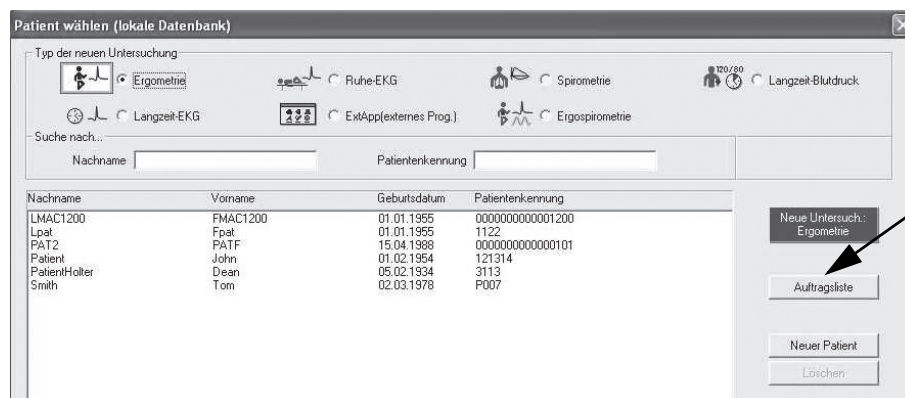 Patient wählen (lokale Datenbank)
Typ der neuen Untersuchung
Ergometrie
Ruhe-EKG
Spirometrie
120/80
Langzeit-Blutdruck
Langzeit-EKG
ExtApp(externes Prog.)
Ergospirometrie
Suche nach...
Nachname
Patientenkennung
Nachname Vorname Geburtsdatum Patientenkennung
LMAC1200 FMAC1200 01.01.1955 0000000000001200
Lpat Fpat 01.01.1955 1122
PAT2 PATF 15.04.1988 0000000000000101
Patient John 01.02.1954 121314
PatientHolter Dean 05.02.1934 3113
Smith Tom 02.03.1978 P007
Neue Untersuch.:
Ergometrie
Auftragsliste
Neuer Patient
Löschen